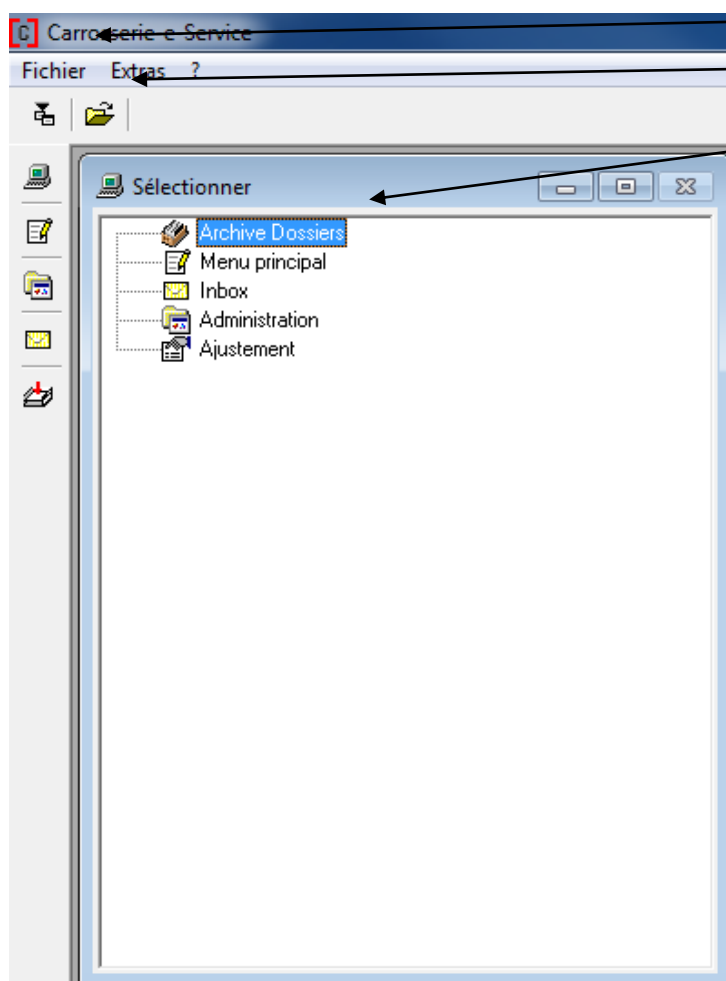 C Carrosserie-e-Service
Fichier Extras ?
Sélectionner
Archive Dossiers
Menu principal
Inbox
Administration
Ajustement